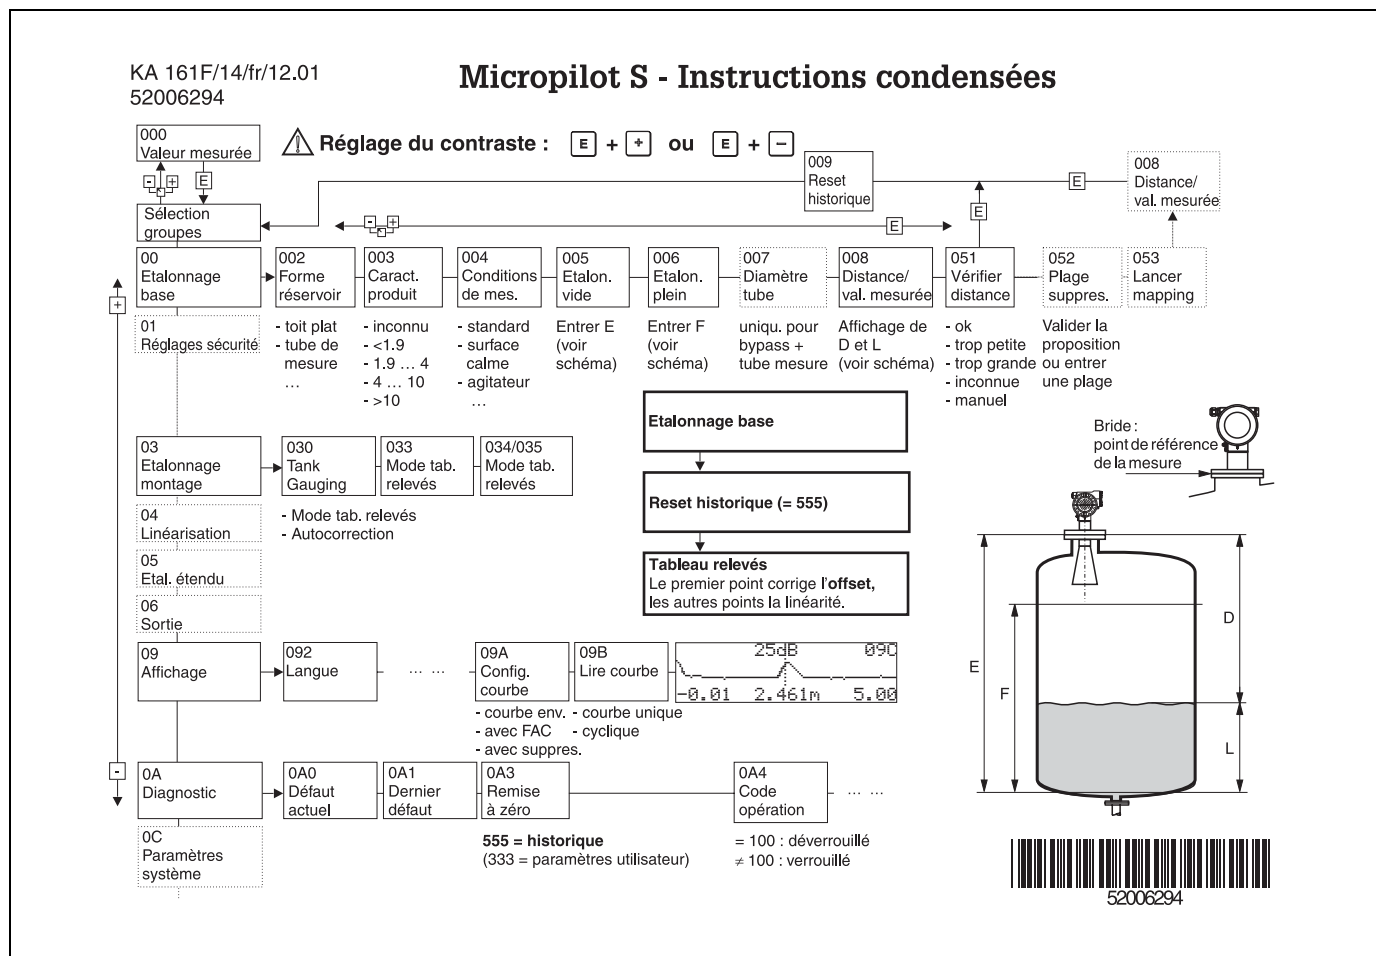 KA 161F/14/fr/12.01
52006294
Micropilot S - Instructions condensées
000
Valeur mesurée
Réglage du contraste : E + + ou E + −
009
Reset
historique
008
Distance/
val. mesurée
- + E
E
E
Sélection
groupes
- +
E
00
Etalonnage
base
002
Forme
réservoir
003
Caract.
produit
004
Conditions
de mes.
005
Etalon.
vide
006
Etalon.
plein
007
Diamètre
tube
008
Distance/
val. mesurée
051
Vérifier
distance
052
Plage
suppres.
053
Lancer
mapping
+
01
Réglages sécurité
- toit plat
- tube de
mesure
...
- inconnu
- <1.9
- 1.9 ... 4
- 4 ... 10
- >10
- standard
- surface
calme
- agitateur
...
Entrer E
(voir
schéma)
Entrer F
(voir
schéma)
uniqu. pour
bypass +
tube mesure
Affichage de
D et L
(voir schéma)
- ok
- trop petite
- trop grande
- inconnue
- manuel
Valider la
proposition
ou entrer
une plage
Etalonnage base
Reset historique (= 555)
Tableau relevés
Le premier point corrige l'offset,
les autres points la linéarité.
Bride :
point de référence
de la mesure
03
Etalonnage
montage
030
Tank
Gauging
033
Mode tab.
relevés
034/035
Mode tab.
relevés
- Mode tab. relevés
- Autocorrection
04
Linéarisation
05
Etal. étendu
06
Sortie
09
Affichage
092
Langue
... ...
09A
Config.
courbe
09B
Lire courbe
25dB 09C
-0.01 2.461m 5.00
- courbe env.
- avec FAC
- avec suppres.
- courbe unique
- cyclique
E
F
D
L
-
0A
Diagnostic
0A0
Défaut
actuel
0A1
Dernier
défaut
0A3
Remise
à zéro
0A4
Code
opération
... ...
555 = historique
(333 = paramètres utilisateur)
= 100 : déverrouillé
≠ 100 : verrouillé
0C
Paramètres
système
52006294